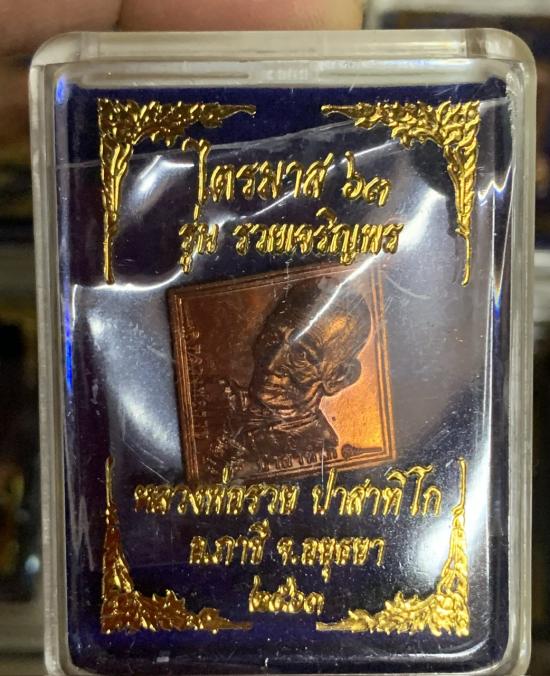 ไตรมาส ๖๓
รุ่น รวยเจริญพร
หลวงพ่อรวย ปาสาทิโก
อ.ภาชี จ.อยุธยา
๒๕๖๓